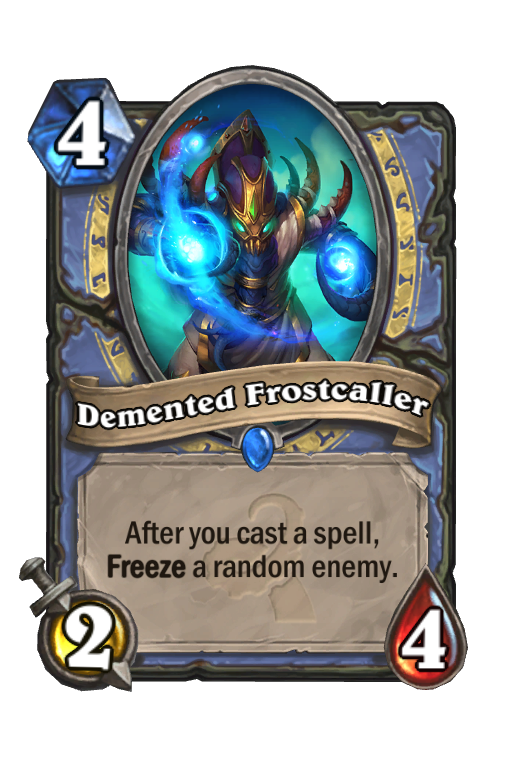 4
Demented Frostcaller
After you cast a spell,
Freeze a random enemy.
2
4